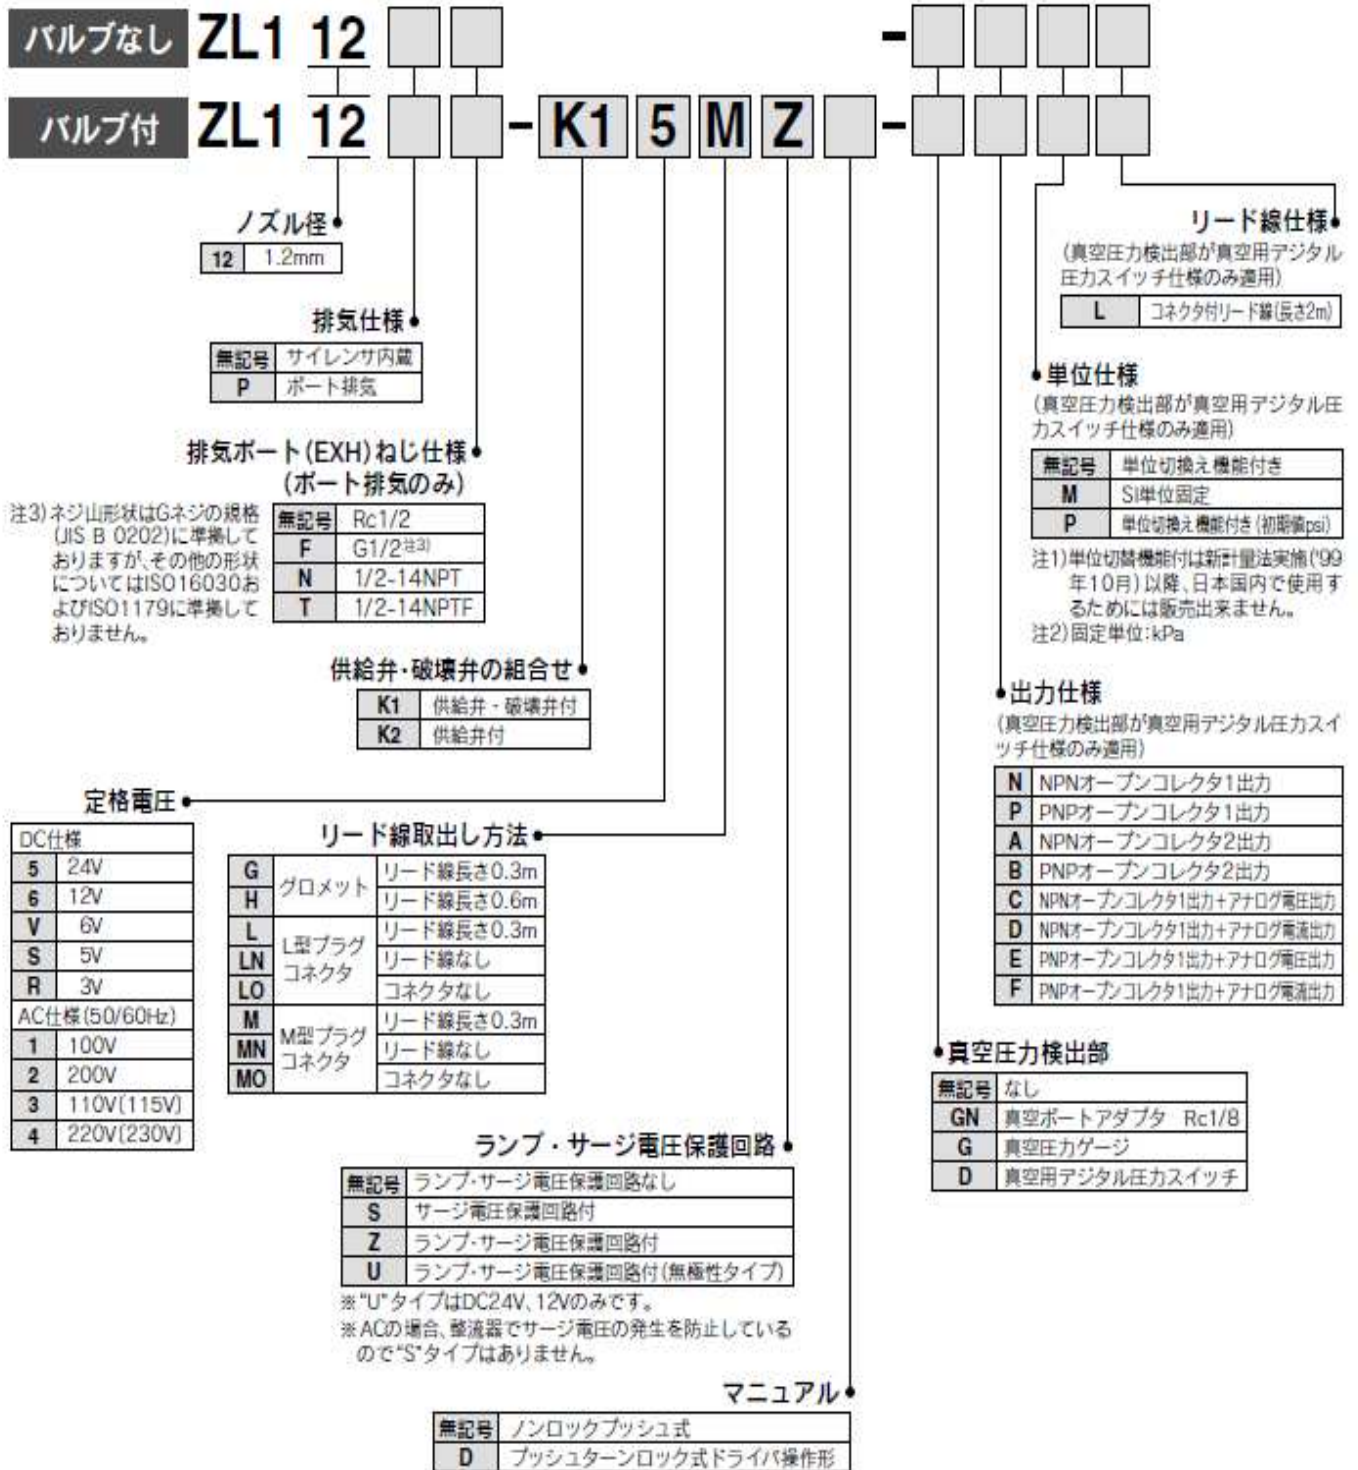 バルブなし ZL1 12 -
バルブ付 ZL1 12 - K1 5 M Z -
ノズル径
12 1.2mm
排気仕様
無記号 サイレンサ内蔵
P ポート排気
排気ポート(EXH)ねじ仕様
(ポート排気のみ)
無記号 Rc1/2
F G1/2注3)
N 1/2-14NPT
T 1/2-14NPTF
注3)ネジ山形状はGネジの規格
(JIS B 0202)に準拠して
おりますが、その他の形状
についてはISO16030お
よびISO1179に準拠して
おりません。
供給弁・破壊弁の組合せ
K1 供給弁・破壊弁付
K2 供給弁付
定格電圧
DC仕様
5 24V
6 12V
V 6V
S 5V
R 3V
AC仕様(50/60Hz)
1 100V
2 200V
3 110V(115V)
4 220V(230V)
リード線取出し方法
G グロメット リード線長さ0.3m
H リード線長さ0.6m
L L型プラグコネクタ リード線長さ0.3m
LN リード線なし
LO コネクタなし
M M型プラグコネクタ リード線長さ0.3m
MN リード線なし
MO コネクタなし
ランプ・サージ電圧保護回路
無記号 ランプ・サージ電圧保護回路なし
S サージ電圧保護回路付
Z ランプ・サージ電圧保護回路付
U ランプ・サージ電圧保護回路付(無極性タイプ)
※"U"タイプはDC24V、12Vのみです。
※ACの場合、整流器でサージ電圧の発生を防止している
ので"S"タイプはありません。
マニュアル
無記号 ノンロックプッシュ式
D プッシュターンロック式ドライバ操作形
リード線仕様
(真空圧力検出部が真空用デジタル
圧力スイッチ仕様のみ適用)
L コネクタ付リード線(長さ2m)
単位仕様
(真空圧力検出部が真空用デジタル圧
力スイッチ仕様のみ適用)
無記号 単位切換え機能付き
M SI単位固定
P 単位切換え機能付き(初期値psi)
注1)単位切替機能付は新計量法実施('99
年10月)以降、日本国内で使用す
るためには販売出来ません。
注2)固定単位:kPa
出力仕様
(真空圧力検出部が真空用デジタル圧力スイ
ッチ仕様のみ適用)
N NPNオープンコレクタ1出力
P PNPオープンコレクタ1出力
A NPNオープンコレクタ2出力
B PNPオープンコレクタ2出力
C NPNオープンコレクタ1出力+アナログ電圧出力
D NPNオープンコレクタ1出力+アナログ電流出力
E PNPオープンコレクタ1出力+アナログ電圧出力
F PNPオープンコレクタ1出力+アナログ電流出力
真空圧力検出部
無記号 なし
GN 真空ポートアダプタ Rc1/8
G 真空圧力ゲージ
D 真空用デジタル圧力スイッチ